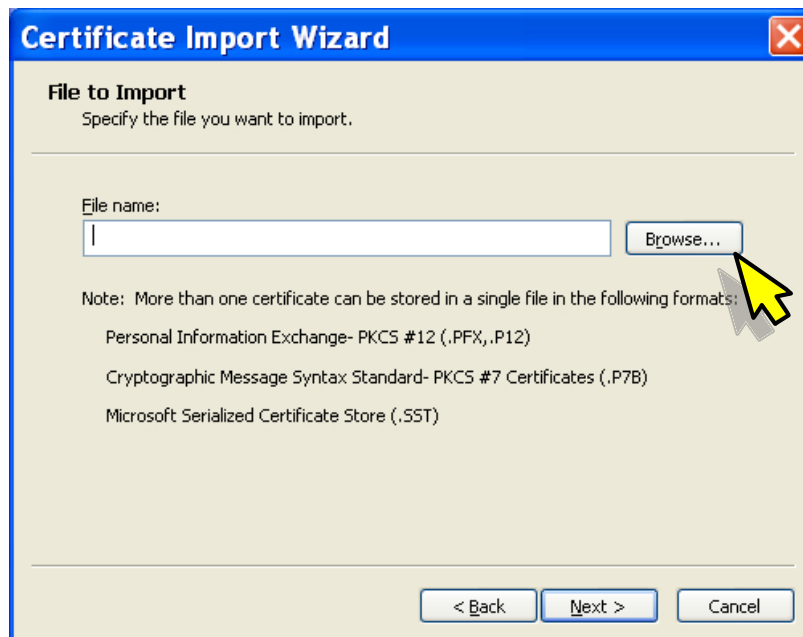 Certificate Import Wizard
File to Import
Specify the file you want to import.
File name:
Browse...
Note: More than one certificate can be stored in a single file in the following formats:
Personal Information Exchange- PKCS #12 (.PFX,.P12)
Cryptographic Message Syntax Standard- PKCS #7 Certificates (.P7B)
Microsoft Serialized Certificate Store (.SST)
< Back Next > Cancel